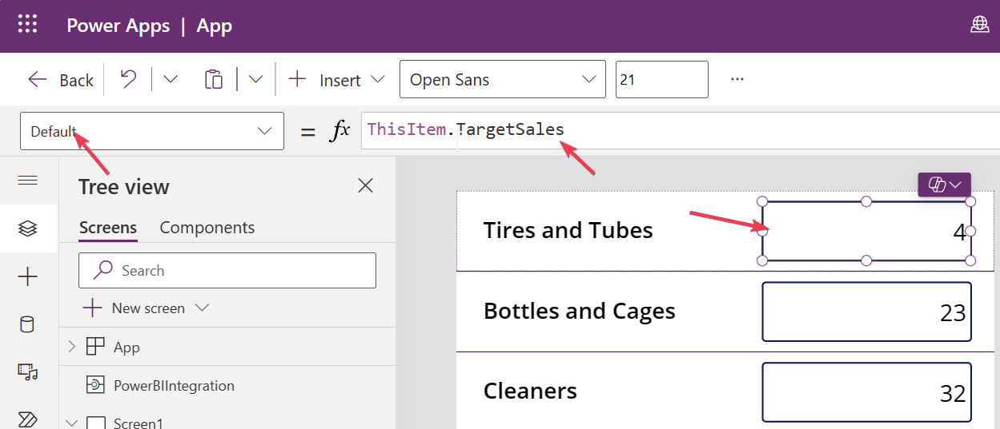 Power Apps | App
Back
Insert
Open Sans
21
Default
= fx ThisItem.TargetSales
Tree view
Screens Components
Search
New screen
App
PowerBIIntegration
Screen1
Tires and Tubes 4
Bottles and Cages 23
Cleaners 32